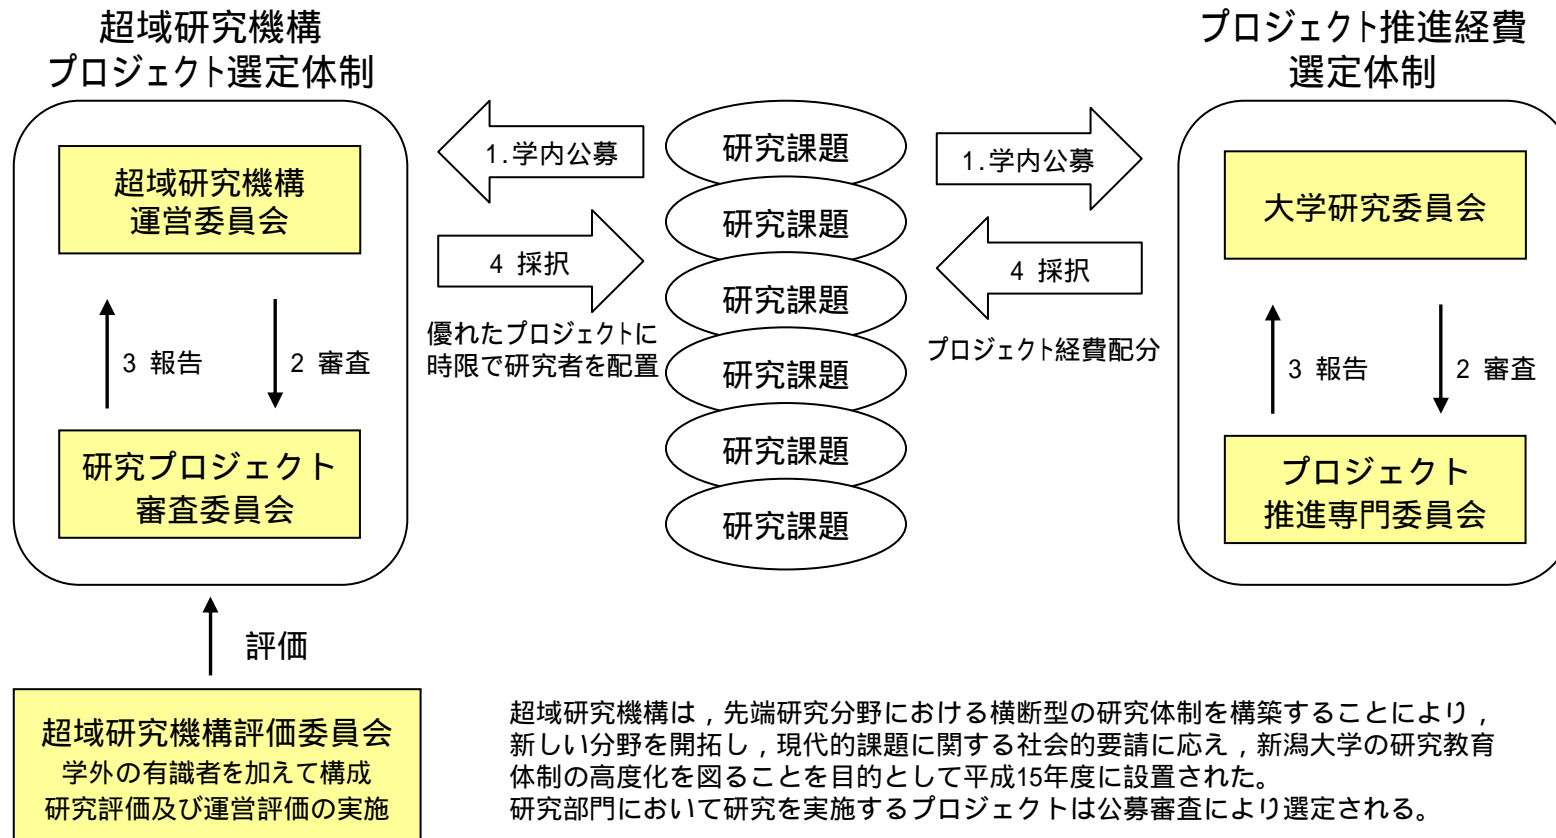 超域研究機構
プロジェクト選定体制
超域研究機構
運営委員会
3 報告
2 審査
研究プロジェクト
審査委員会
評価
超域研究機構評価委員会
学外の有識者を加えて構成
研究評価及び運営評価の実施
1.学内公募
4 採択
優れたプロジェクトに
時限で研究者を配置
研究課題
研究課題
研究課題
研究課題
研究課題
研究課題
1.学内公募
4 採択
プロジェクト経費配分
プロジェクト推進経費
選定体制
大学研究委員会
3 報告
2 審査
プロジェクト
推進専門委員会
超域研究機構は，先端研究分野における横断型の研究体制を構築することにより，
新しい分野を開拓し，現代的課題に関する社会的要請に応え，新潟大学の研究教育
体制の高度化を図ることを目的として平成15年度に設置された。
研究部門において研究を実施するプロジェクトは公募審査により選定される。